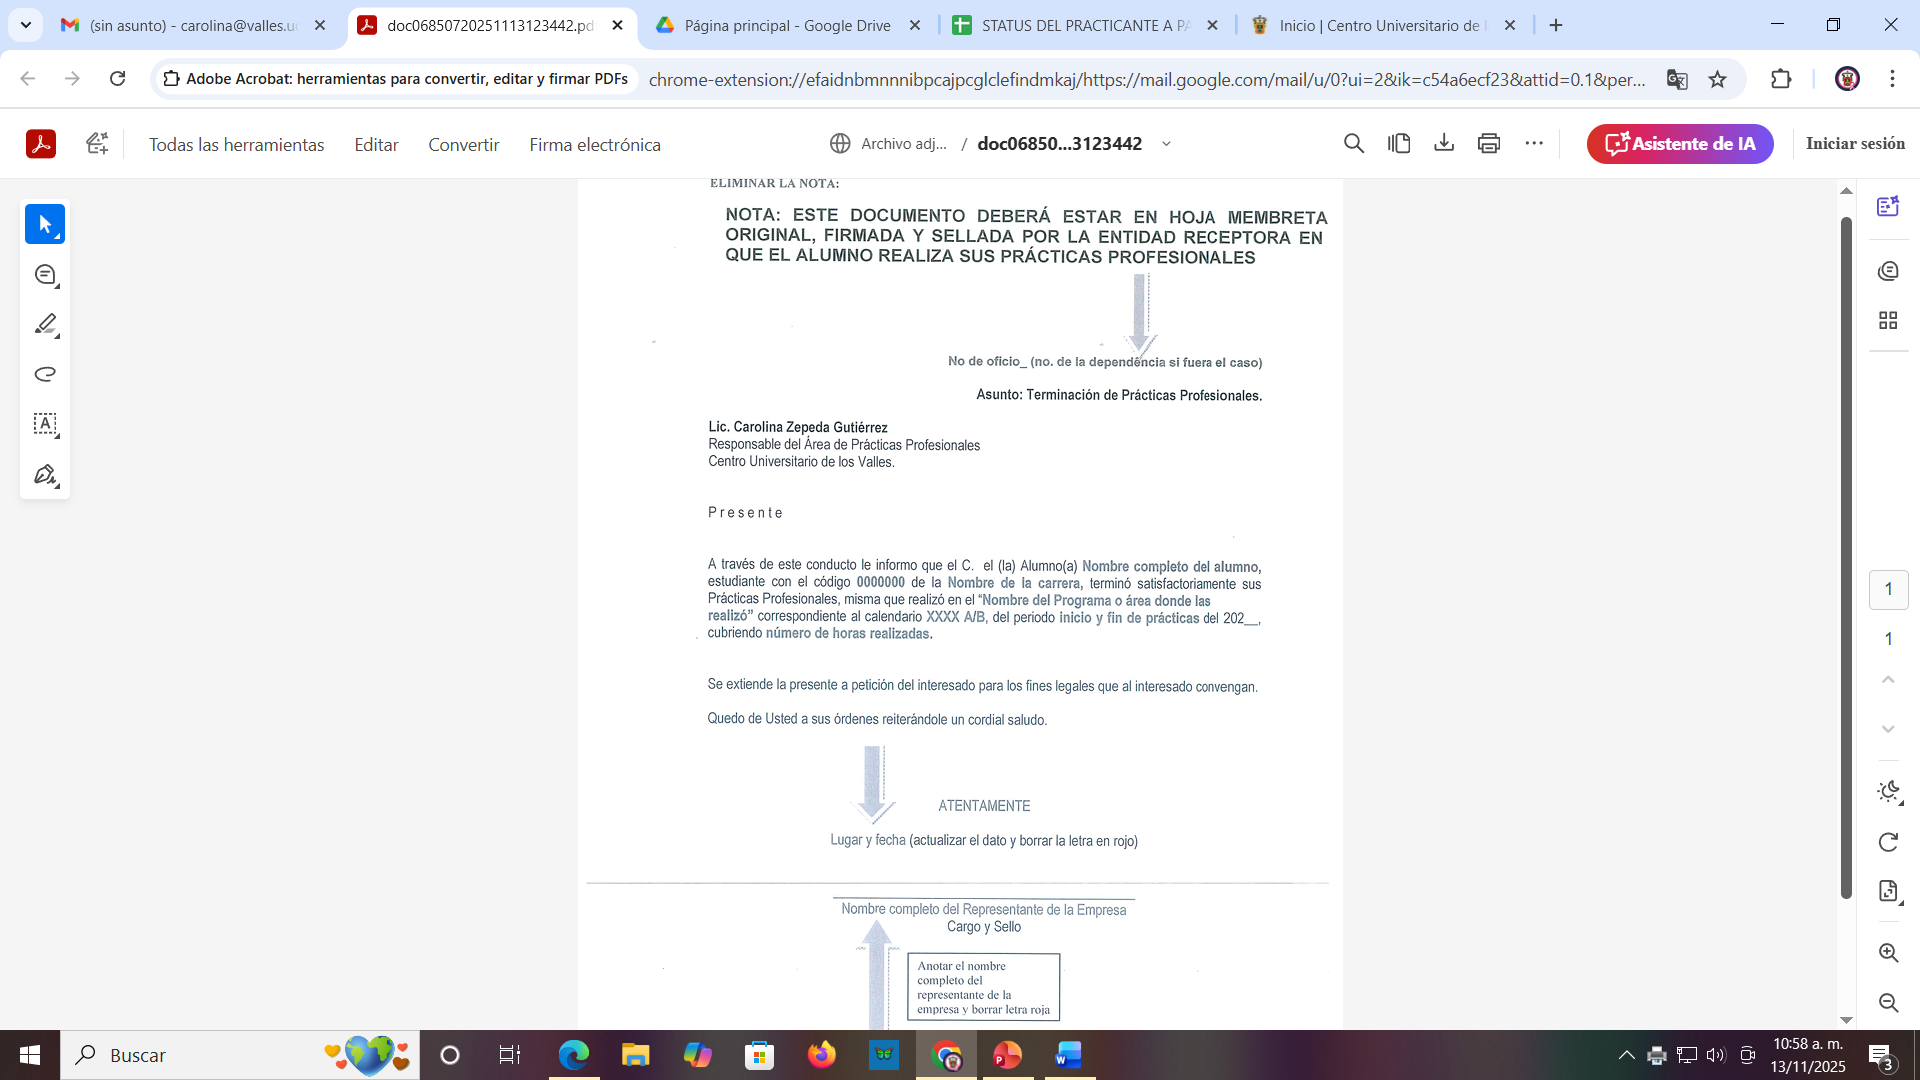 (sin asunto) - carolina@valles.u
doc06850720251113123442.pd
Página principal - Google Drive
STATUS DEL PRACTICANTE A PA
Inicio | Centro Universitario de l
Adobe Acrobat: herramientas para convertir, editar y firmar PDFs
chrome-extension://efaidnbmnnnibpcajpcglclefindmkaj/https://mail.google.com/mail/u/0?ui=2&ik=c54a6ecf23&attid=0.1&per...
Todas las herramientas
Editar
Convertir
Firma electrónica
Archivo adj... / doc06850...3123442
Asistente de IA
Iniciar sesión
ELIMINAR LA NOTA:
NOTA: ESTE DOCUMENTO DEBERÁ ESTAR EN HOJA MEMBRETA
ORIGINAL, FIRMADA Y SELLADA POR LA ENTIDAD RECEPTORA EN
QUE EL ALUMNO REALIZA SUS PRÁCTICAS PROFESIONALES
No de oficio_ (no. de la dependencia si fuera el caso)
Asunto: Terminación de Prácticas Profesionales.
Lic. Carolina Zepeda Gutiérrez
Responsable del Área de Prácticas Profesionales
Centro Universitario de los Valles.
P r e s e n t e
A través de este conducto le informo que el C. el (la) Alumno(a) Nombre completo del alumno,
estudiante con el código 0000000 de la Nombre de la carrera, terminó satisfactoriamente sus
Prácticas Profesionales, misma que realizó en el "Nombre del Programa o área donde las
realizó" correspondiente al calendario XXXX A/B, del periodo inicio y fin de prácticas del 202__,
cubriendo número de horas realizadas.
Se extiende la presente a petición del interesado para los fines legales que al interesado convengan.
Quedo de Usted a sus órdenes reiterándole un cordial saludo.
ATENTAMENTE
Lugar y fecha (actualizar el dato y borrar la letra en rojo)
Nombre completo del Representante de la Empresa
Cargo y Sello
Anotar el nombre
completo del
representante de la
empresa y borrar letra roja
1
1
Buscar
10:58 a. m.
13/11/2025
3